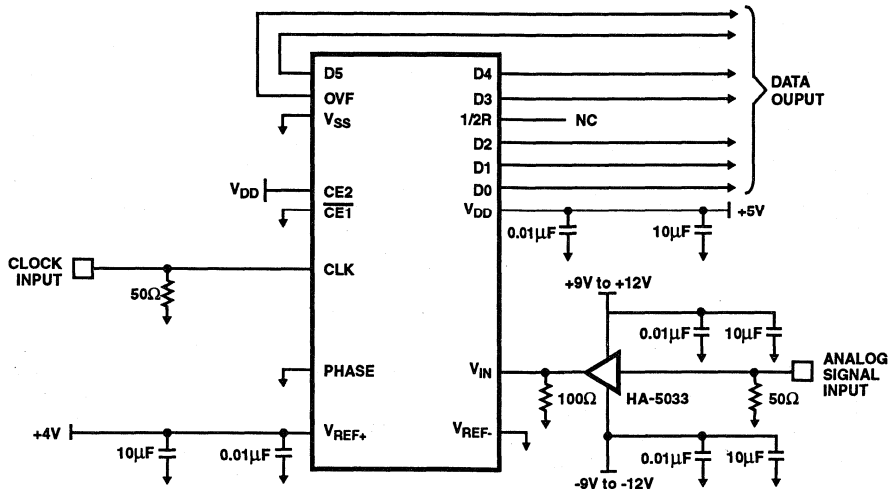 D5
D4
OVF
D3
VSS
1/2R
NC
D2
D1
D0
DATA
OUPUT
VDD
CE2
CE1
VDD
+5V
0.01µF
10µF
CLOCK
INPUT
CLK
50Ω
+9V to +12V
0.01µF
10µF
PHASE
VIN
100Ω
HA-5033
50Ω
ANALOG
SIGNAL
INPUT
+4V
VREF+
VREF-
10µF
0.01µF
0.01µF
10µF
-9V to -12V